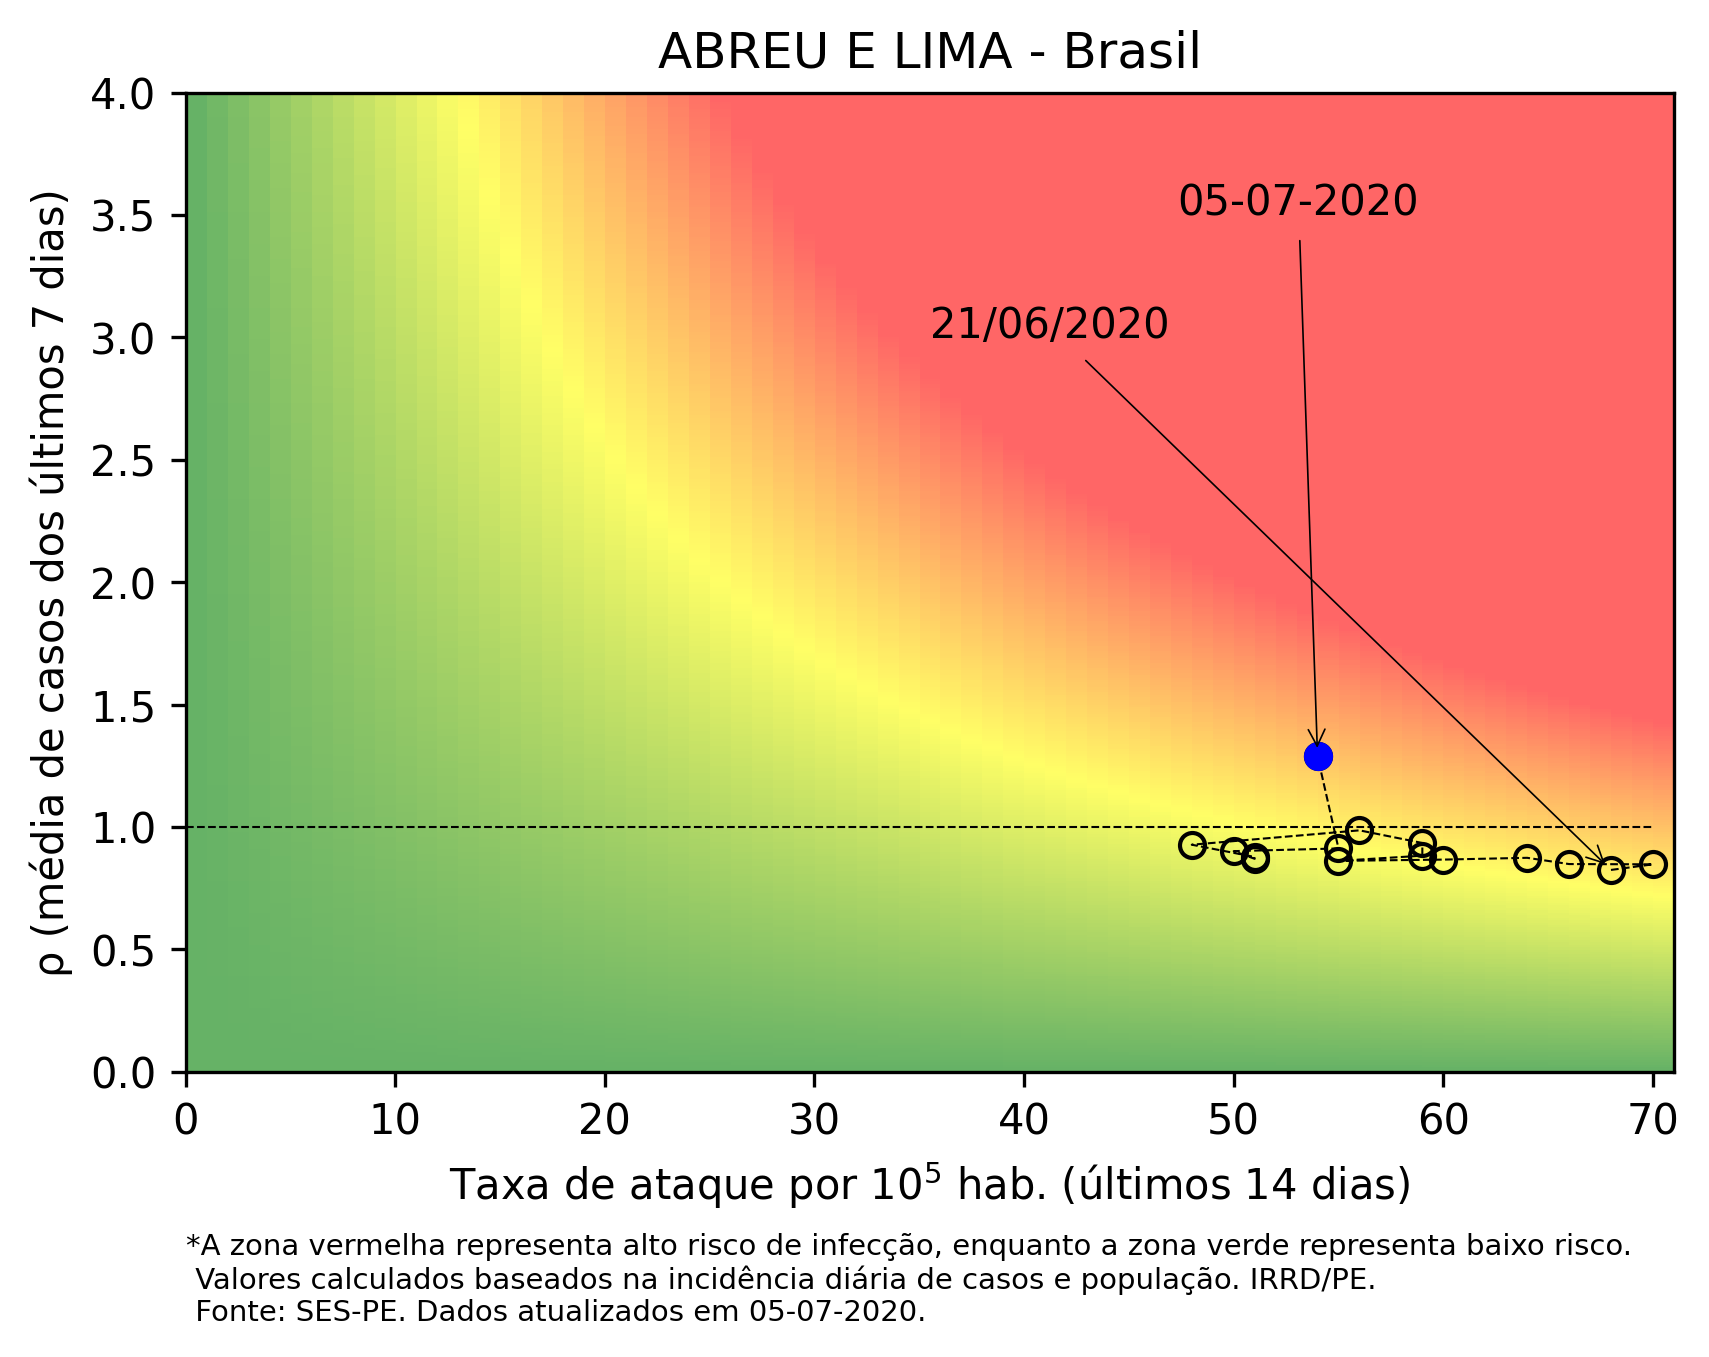 ABREU E LIMA - Brasil
4.0
3.5
3.0
2.5
2.0
1.5
1.0
0.5
0.0
ρ (média de casos dos últimos 7 dias)
05-07-2020
21/06/2020
0 10 20 30 40 50 60 70
Taxa de ataque por 10⁵ hab. (últimos 14 dias)
*A zona vermelha representa alto risco de infecção, enquanto a zona verde representa baixo risco.
Valores calculados baseados na incidência diária de casos e população. IRRD/PE.
Fonte: SES-PE. Dados atualizados em 05-07-2020.